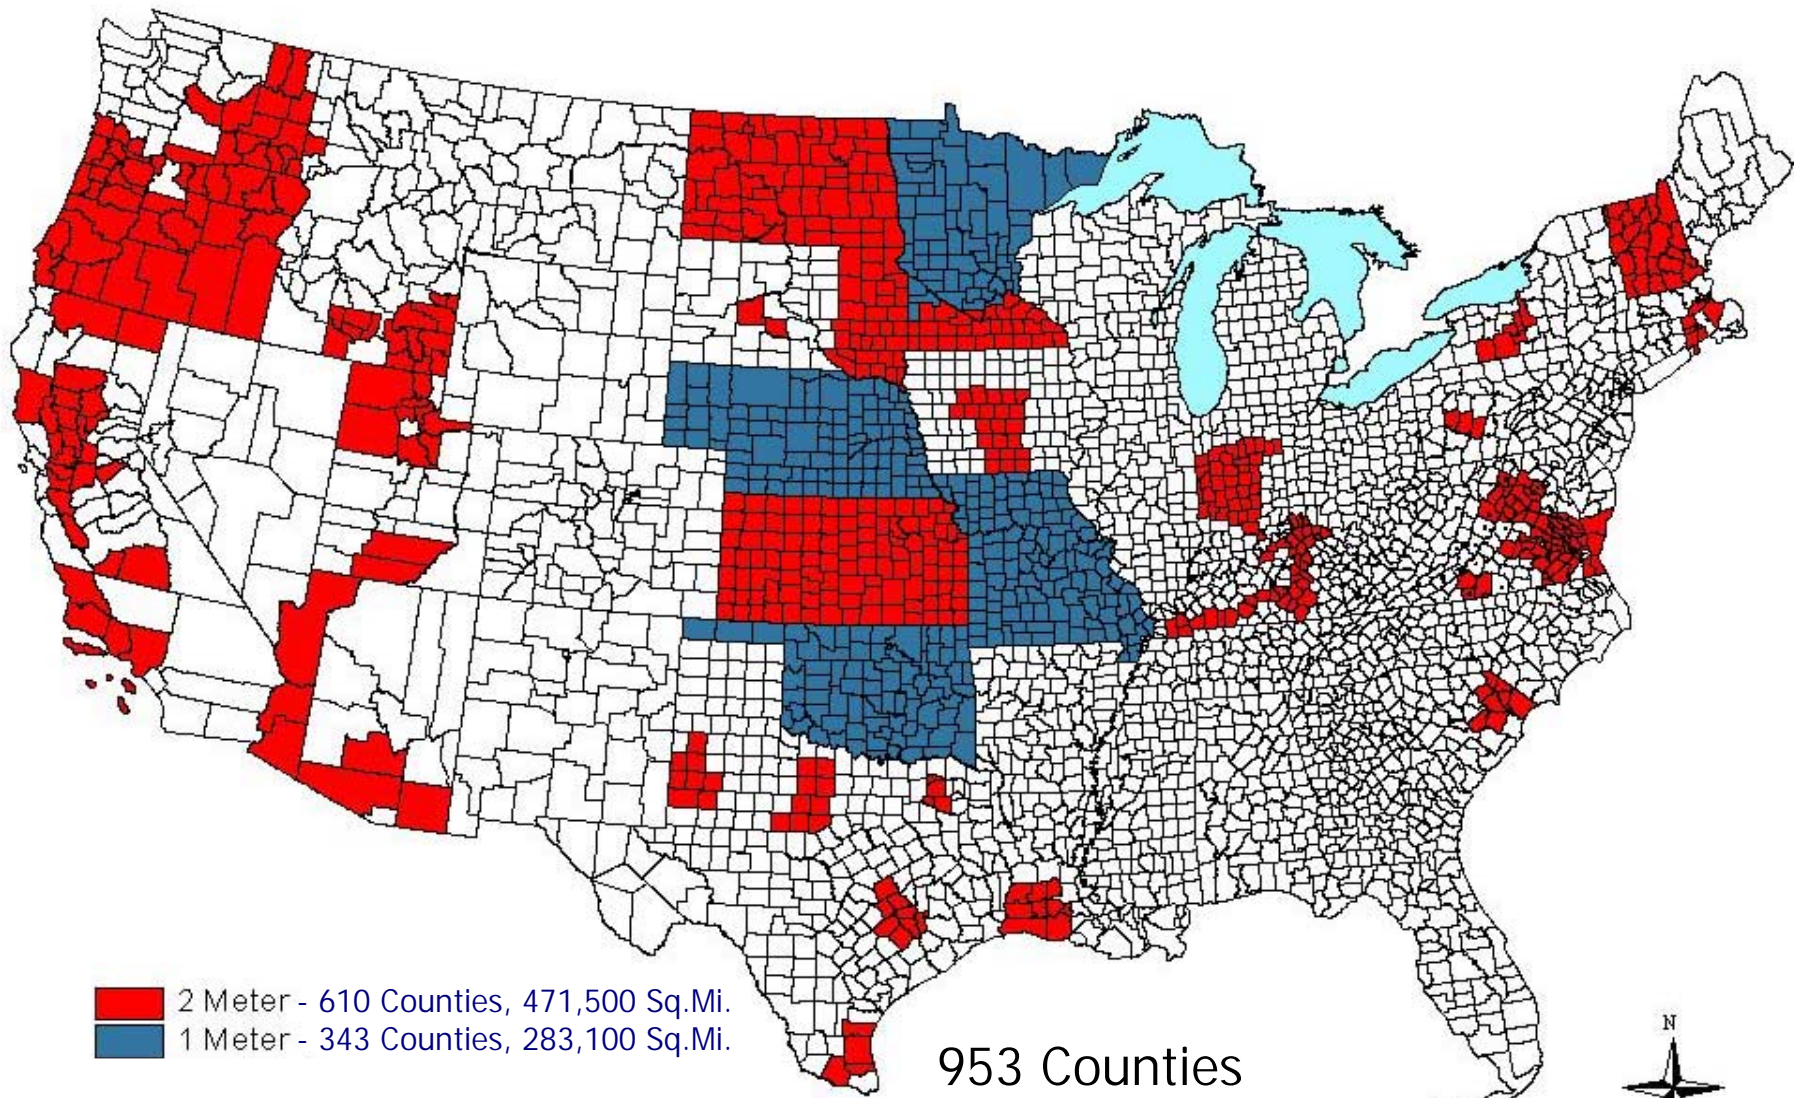 2 Meter - 610 Counties, 471,500 Sq.Mi.
1 Meter - 343 Counties, 283,100 Sq.Mi.
953 Counties
N